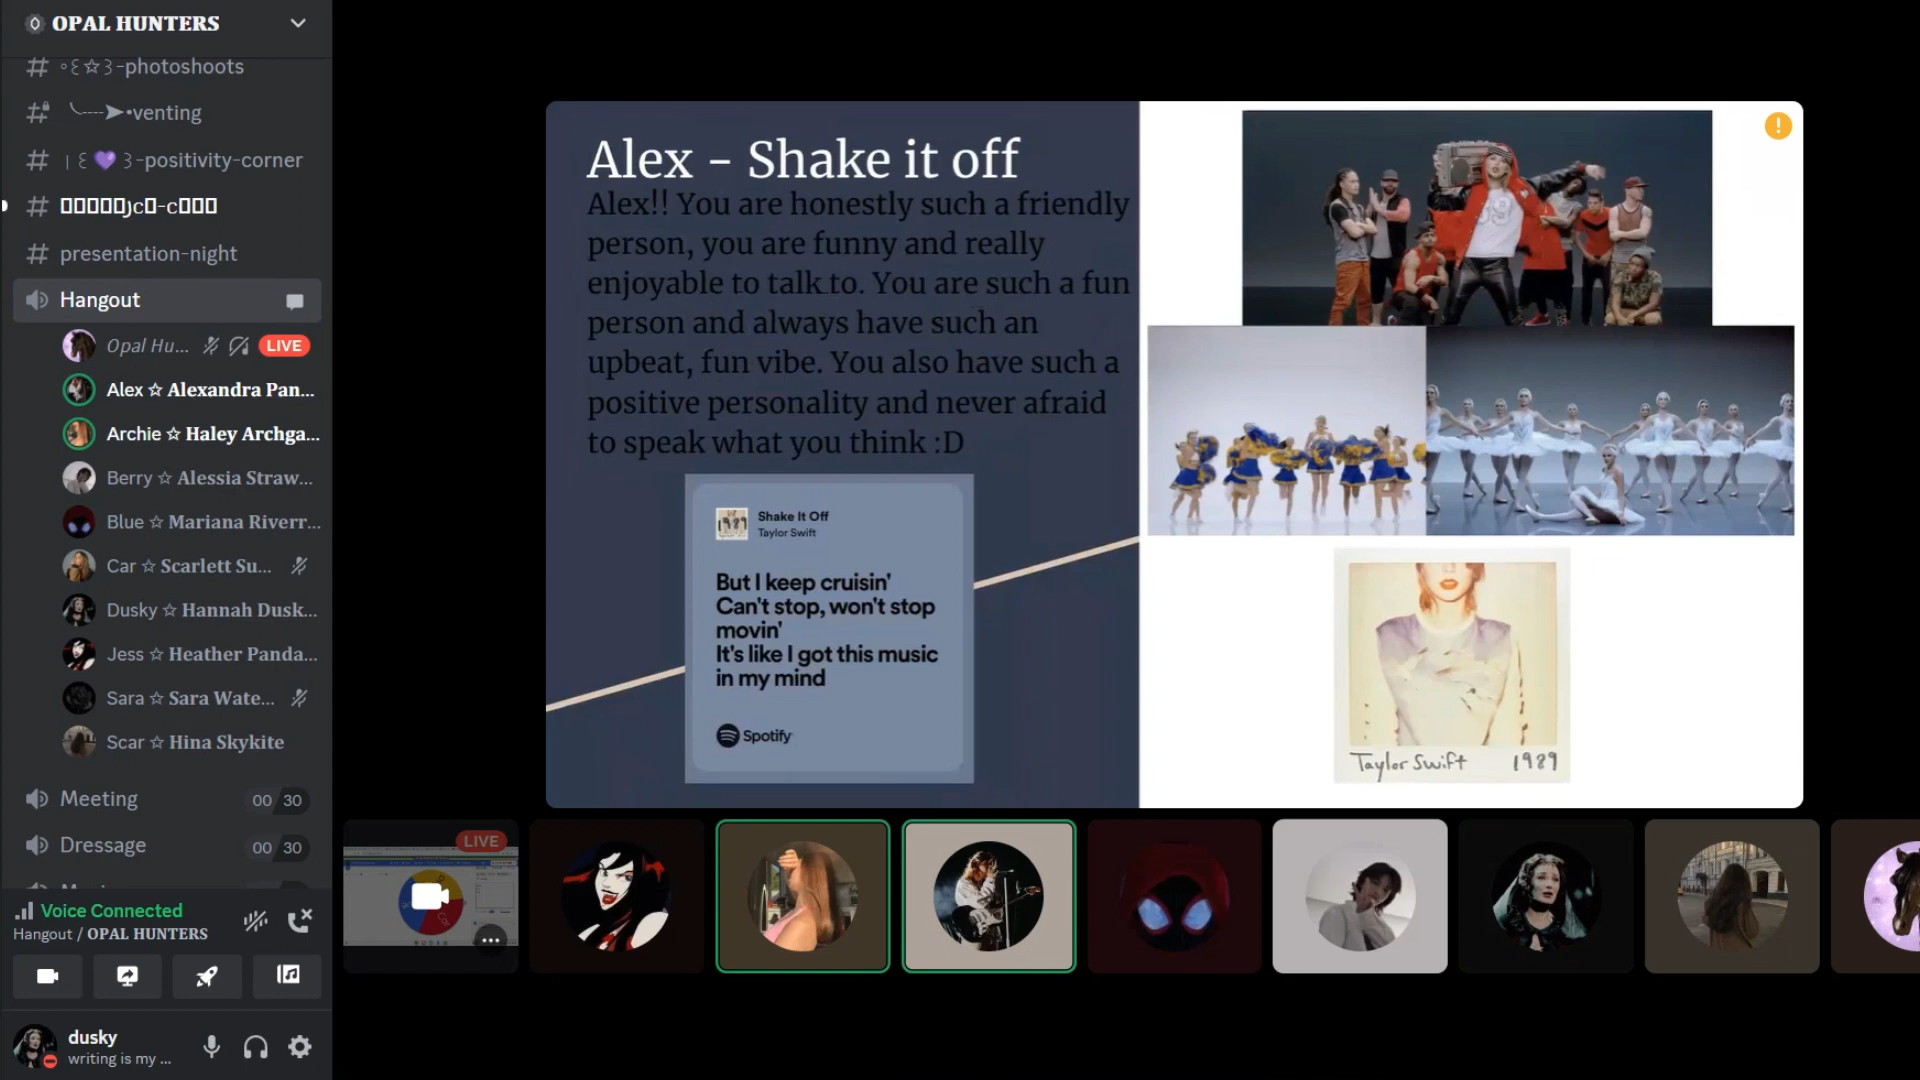 OPAL HUNTERS
-photoshoots
venting
-positivity-corner
presentation-night
Hangout
Opal Hu... LIVE
Alex ☆ Alexandra Pan...
Archie ☆ Haley Archga...
Berry ☆ Alessia Straw...
Blue ☆ Mariana Riverr...
Car ☆ Scarlett Su...
Dusky ☆ Hannah Dusk...
Jess ☆ Heather Panda...
Sara ☆ Sara Wate...
Scar ☆ Hina Skykite
Meeting 00 30
Dressage 00 30
Voice Connected
Hangout / OPAL HUNTERS
dusky
writing is my ...
Alex - Shake it off
Alex!! You are honestly such a friendly
person, you are funny and really
enjoyable to talk to. You are such a fun
person and always have such an
upbeat, fun vibe. You also have such a
positive personality and never afraid
to speak what you think :D
Shake It Off
Taylor Swift
But I keep cruisin'
Can't stop, won't stop
movin'
It's like I got this music
in my mind
Spotify
Taylor Swift 1989
LIVE